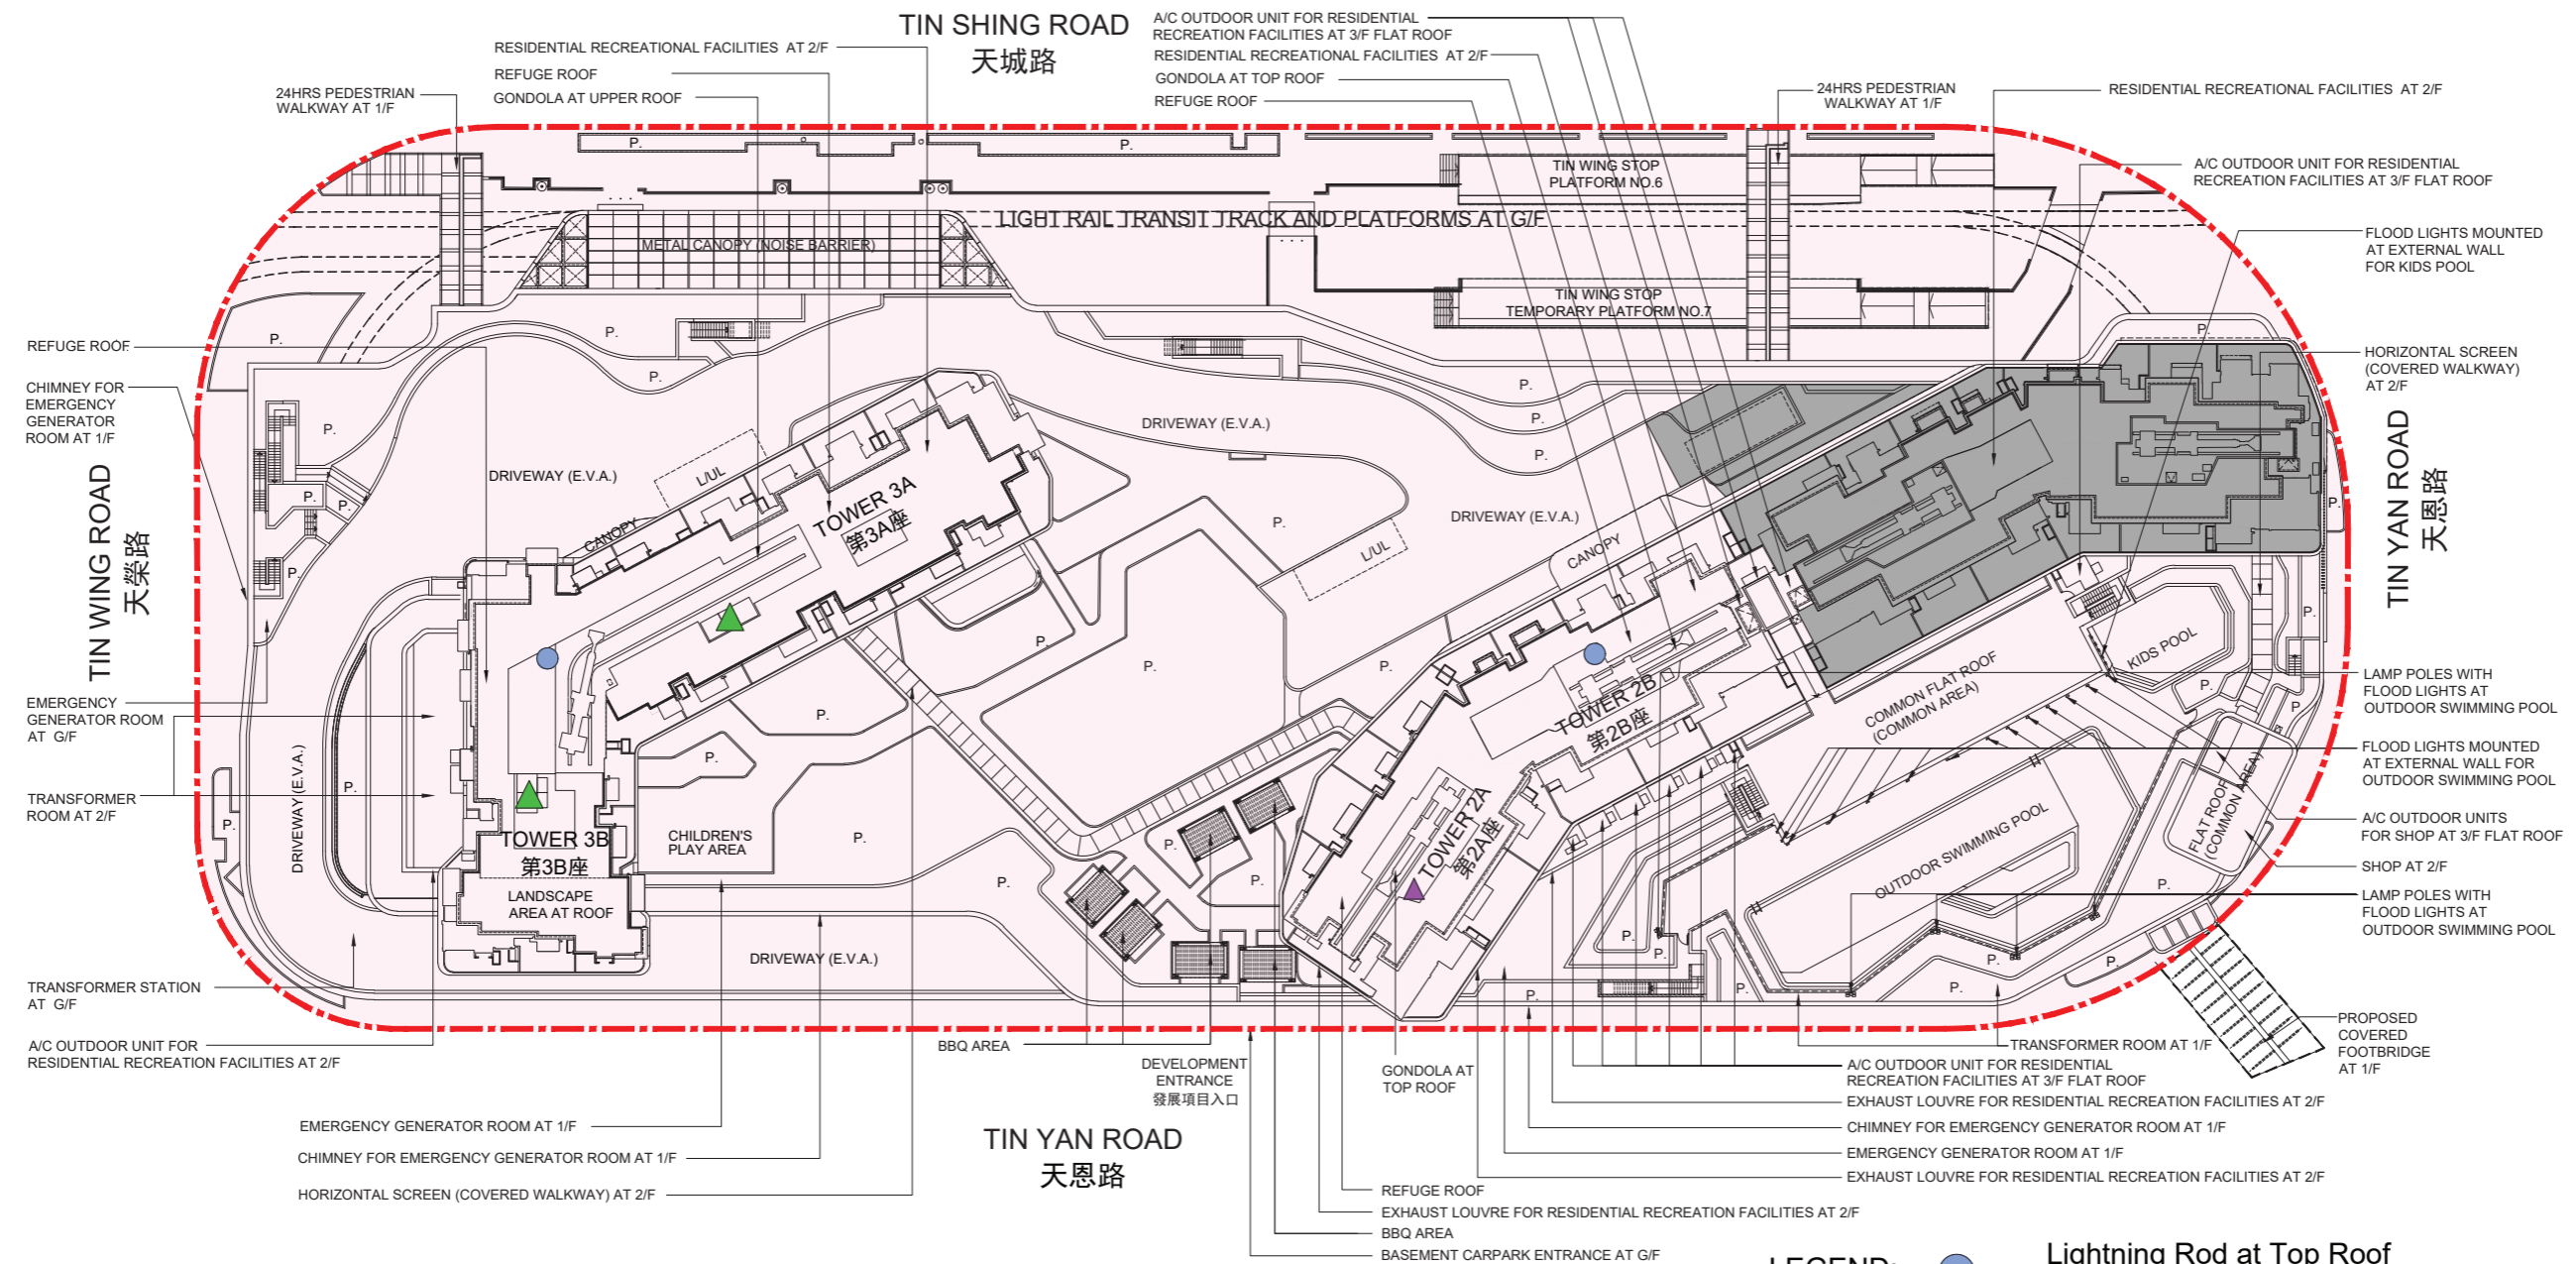 TIN SHING ROAD
天城路
A/C OUTDOOR UNIT FOR RESIDENTIAL
RECREATION FACILITIES AT 3/F FLAT ROOF
RESIDENTIAL RECREATIONAL FACILITIES AT 2/F
GONDOLA AT TOP ROOF
REFUGE ROOF
RESIDENTIAL RECREATIONAL FACILITIES AT 2/F
REFUGE ROOF
GONDOLA AT UPPER ROOF
24HRS PEDESTRIAN
WALKWAY AT 1/F
24HRS PEDESTRIAN
WALKWAY AT 1/F
RESIDENTIAL RECREATIONAL FACILITIES AT 2/F
A/C OUTDOOR UNIT FOR RESIDENTIAL
RECREATION FACILITIES AT 3/F FLAT ROOF
FLOOD LIGHTS MOUNTED
AT EXTERNAL WALL
FOR KIDS POOL
HORIZONTAL SCREEN
(COVERED WALKWAY)
AT 2/F
P.
P.
TIN WING STOP
PLATFORM NO.6
LIGHT RAIL TRANSIT TRACK AND PLATFORMS AT G/F
METAL CANOPY (NOISE BARRIER)
TIN WING STOP
TEMPORARY PLATFORM NO.7
P.
P.
P.
P.
P.
P.
P.
P.
REFUGE ROOF
CHIMNEY FOR
EMERGENCY
GENERATOR
ROOM AT 1/F
TIN WING ROAD
天榮路
TIN YAN ROAD
天恩路
DRIVEWAY (E.V.A.)
DRIVEWAY (E.V.A.)
DRIVEWAY (E.V.A.)
L/UL
L/UL
CANOPY
CANOPY
TOWER 3A
第3A座
P.
P.
P.
P.
P.
P.
P.
P.
P.
P.
P.
KIDS POOL
COMMON FLAT ROOF
(COMMON AREA)
TOWER 2B
第2B座
EMERGENCY
GENERATOR ROOM
AT G/F
TRANSFORMER
ROOM AT 2/F
LAMP POLES WITH
FLOOD LIGHTS AT
OUTDOOR SWIMMING POOL
FLOOD LIGHTS MOUNTED
AT EXTERNAL WALL FOR
OUTDOOR SWIMMING POOL
A/C OUTDOOR UNITS
FOR SHOP AT 3/F FLAT ROOF
SHOP AT 2/F
LAMP POLES WITH
FLOOD LIGHTS AT
OUTDOOR SWIMMING POOL
P.
P.
P.
P.
P.
DRIVEWAY (E.V.A.)
TOWER 3B
第3B座
LANDSCAPE
AREA AT ROOF
CHILDREN'S
PLAY AREA
TOWER 2A
第2A座
OUTDOOR SWIMMING POOL
FLAT ROOF
(COMMON AREA)
P.
P.
P.
P.
P.
P.
P.
P.
P.
P.
P.
P.
DRIVEWAY (E.V.A.)
TRANSFORMER STATION
AT G/F
A/C OUTDOOR UNIT FOR
RESIDENTIAL RECREATION FACILITIES AT 2/F
BBQ AREA
DEVELOPMENT
ENTRANCE
發展項目入口
GONDOLA AT
TOP ROOF
TRANSFORMER ROOM AT 1/F
PROPOSED
COVERED
FOOTBRIDGE
AT 1/F
A/C OUTDOOR UNIT FOR RESIDENTIAL
RECREATION FACILITIES AT 3/F FLAT ROOF
EXHAUST LOUVRE FOR RESIDENTIAL RECREATION FACILITIES AT 2/F
CHIMNEY FOR EMERGENCY GENERATOR ROOM AT 1/F
EMERGENCY GENERATOR ROOM AT 1/F
EXHAUST LOUVRE FOR RESIDENTIAL RECREATION FACILITIES AT 2/F
EMERGENCY GENERATOR ROOM AT 1/F
CHIMNEY FOR EMERGENCY GENERATOR ROOM AT 1/F
HORIZONTAL SCREEN (COVERED WALKWAY) AT 2/F
TIN YAN ROAD
天恩路
REFUGE ROOF
EXHAUST LOUVRE FOR RESIDENTIAL RECREATION FACILITIES AT 2/F
BBQ AREA
BASEMENT CARPARK ENTRANCE AT G/F
LEGEND:
Lightning Rod at Top Roof